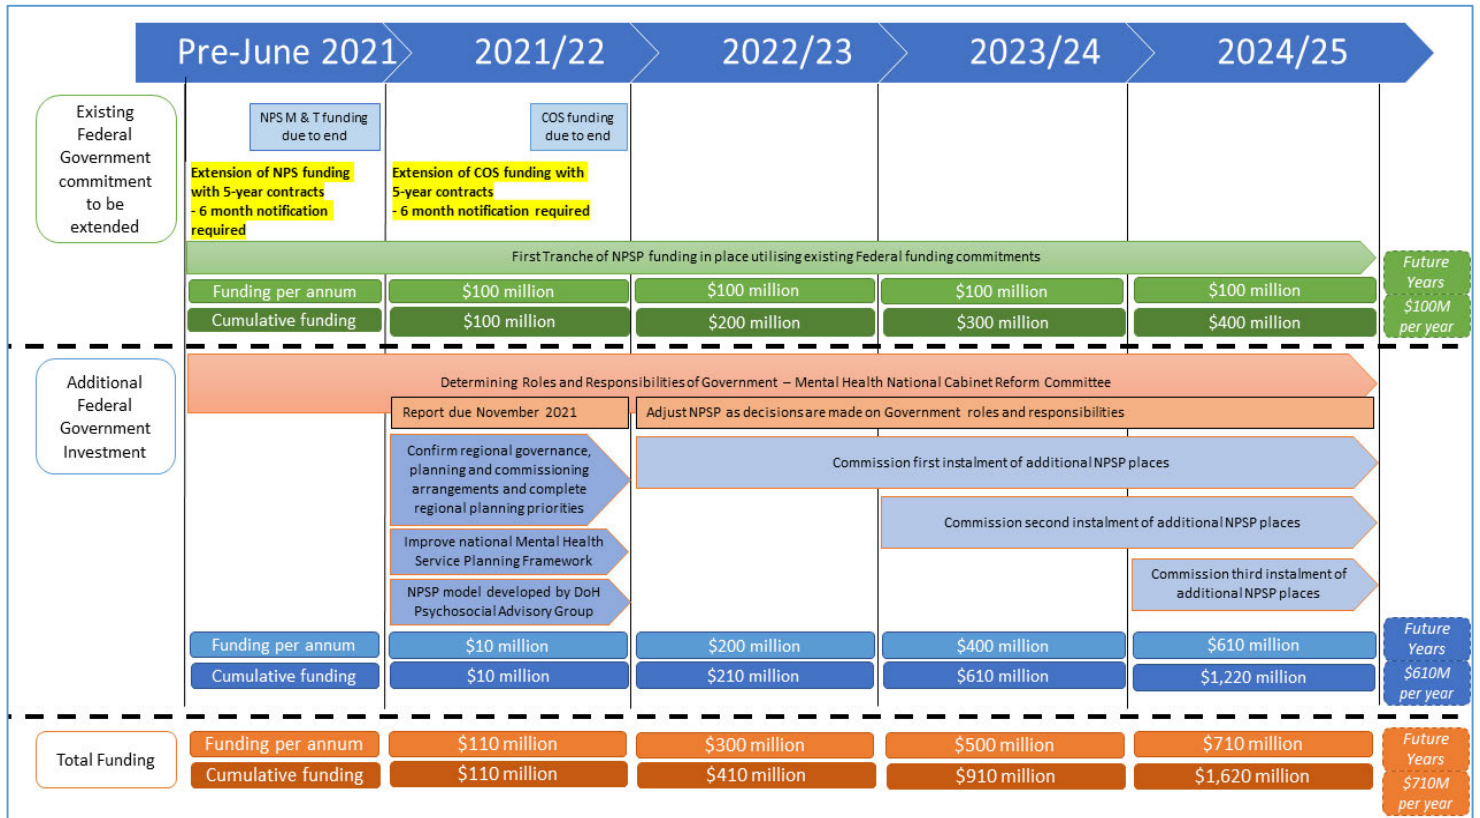 Pre-June 2021
2021/22
2022/23
2023/24
2024/25
Existing
Federal
Government
commitment
to be
extended
NPS M & T funding
due to end
COS funding
due to end
Extension of NPS funding
with 5-year contracts
- 6 month notification
required
Extension of COS funding with
5-year contracts
- 6 month notification required
First Tranche of NPSP funding in place utilising existing Federal funding commitments
Funding per annum
$100 million
$100 million
$100 million
$100 million
Cumulative funding
$100 million
$200 million
$300 million
$400 million
Future
Years
$100M
per year
Additional
Federal
Government
Investment
Determining Roles and Responsibilities of Government – Mental Health National Cabinet Reform Committee
Report due November 2021
Adjust NPSP as decisions are made on Government roles and responsibilities
Confirm regional governance,
planning and commissioning
arrangements and complete
regional planning priorities
Commission first instalment of additional NPSP places
Commission second instalment of additional NPSP places
Improve national Mental Health
Service Planning Framework
NPSP model developed by DoH
Psychosocial Advisory Group
Commission third instalment of
additional NPSP places
Funding per annum
$10 million
$200 million
$400 million
$610 million
Cumulative funding
$10 million
$210 million
$610 million
$1,220 million
Future
Years
$610M
per year
Total Funding
Funding per annum
$110 million
$300 million
$500 million
$710 million
Cumulative funding
$110 million
$410 million
$910 million
$1,620 million
Future
Years
$710M
per year